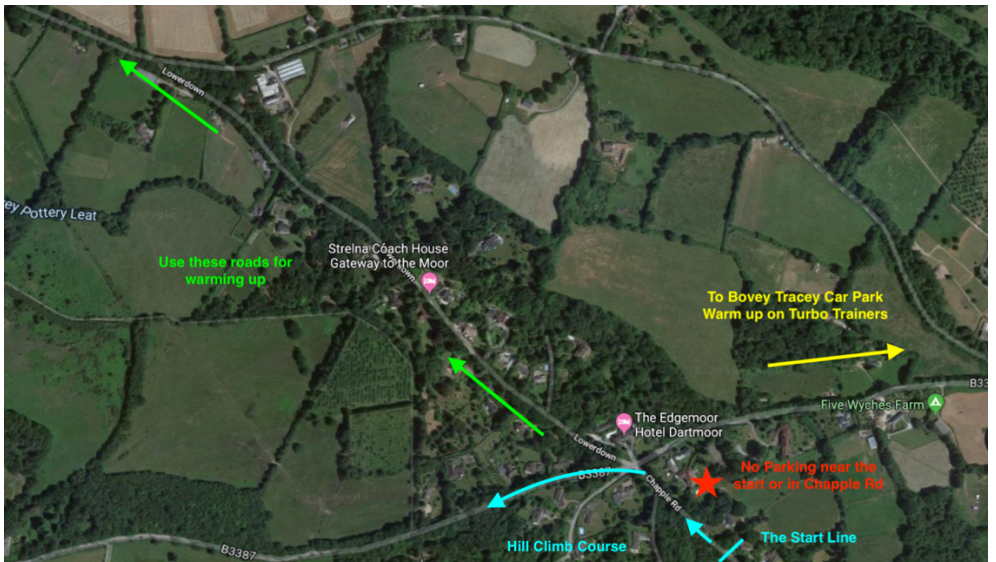 Lowerdown
ey Pottery Leat
Use these roads for
warming up
Strelna Coach House
Gateway to the Moor
To Bovey Tracey Car Park
Warm up on Turbo Trainers
B33
Five Wyches Farm
The Edgemoor
Hotel Dartmoor
Lowerdown
B3387
Chapple Rd
No Parking near the
start or in Chapple Rd
The Start Line
Hill Climb Course
B3387